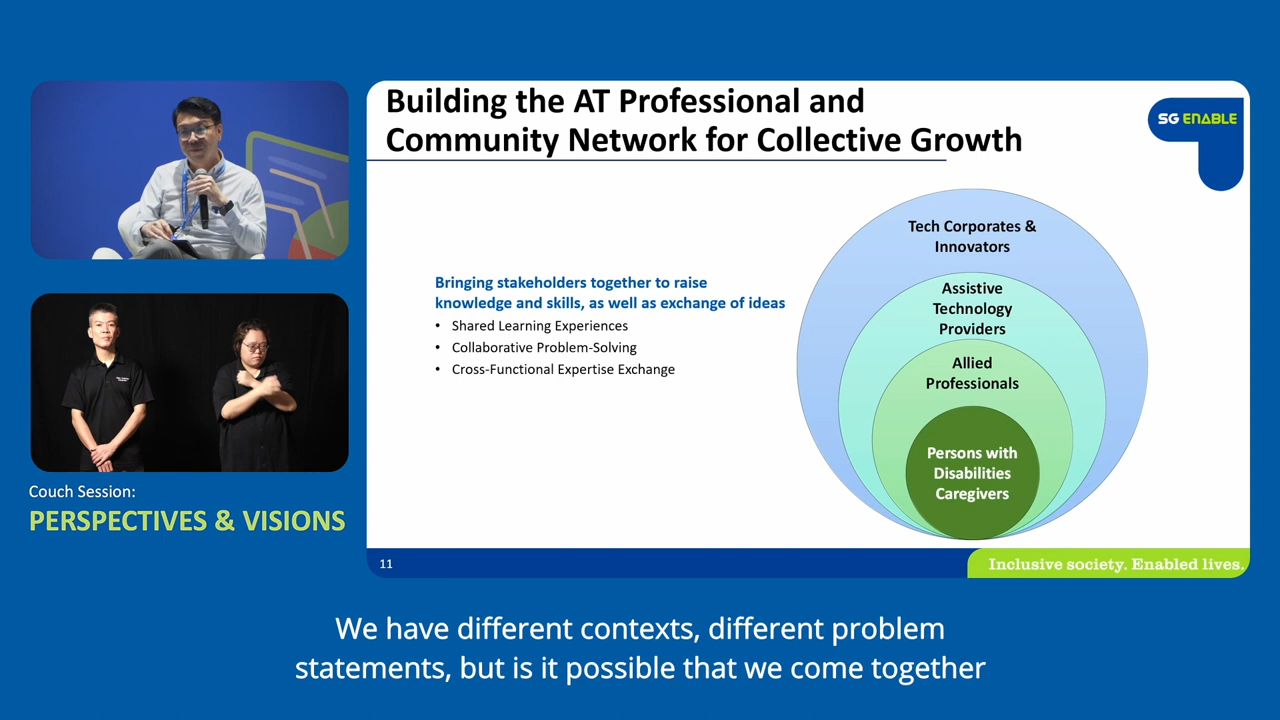 Building the AT Professional and
Community Network for Collective Growth
SG ENABLE
Bringing stakeholders together to raise
knowledge and skills, as well as exchange of ideas
• Shared Learning Experiences
• Collaborative Problem-Solving
• Cross-Functional Expertise Exchange
Tech Corporates &
Innovators
Assistive
Technology
Providers
Allied
Professionals
Persons with
Disabilities
Caregivers
Couch Session:
PERSPECTIVES & VISIONS
11
Inclusive society. Enabled lives.
We have different contexts, different problem
statements, but is it possible that we come together